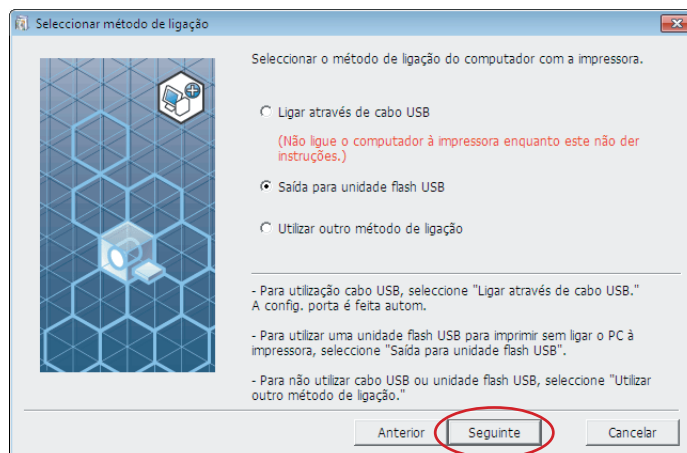 Seleccionar método de ligação
Seleccionar o método de ligação do computador com a impressora.
Ligar através de cabo USB
(Não ligue o computador à impressora enquanto este não der
instruções.)
Saída para unidade flash USB
Utilizar outro método de ligação
- Para utilização cabo USB, seleccione "Ligar através de cabo USB."
A config. porta é feita autom.
- Para utilizar uma unidade flash USB para imprimir sem ligar o PC à
impressora, seleccione "Saída para unidade flash USB".
- Para não utilizar cabo USB ou unidade flash USB, seleccione "Utilizar
outro método de ligação."
Anterior
Seguinte
Cancelar